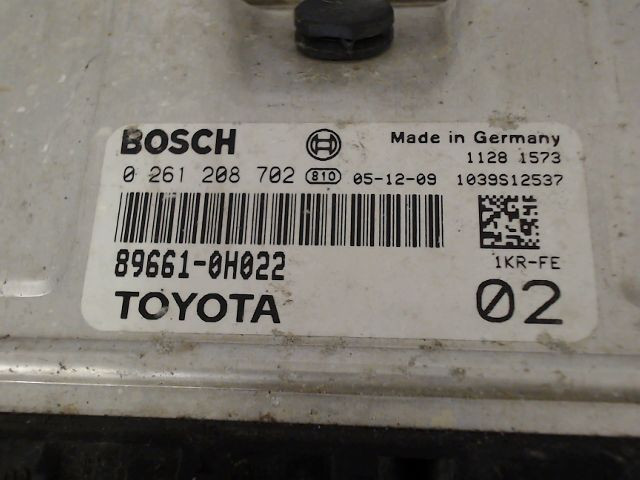 BOSCH Made in Germany
1128 1573
0 261 208 702 810 05-12-09 1039S12537
89661-0H022
1KR-FE
TOYOTA 02